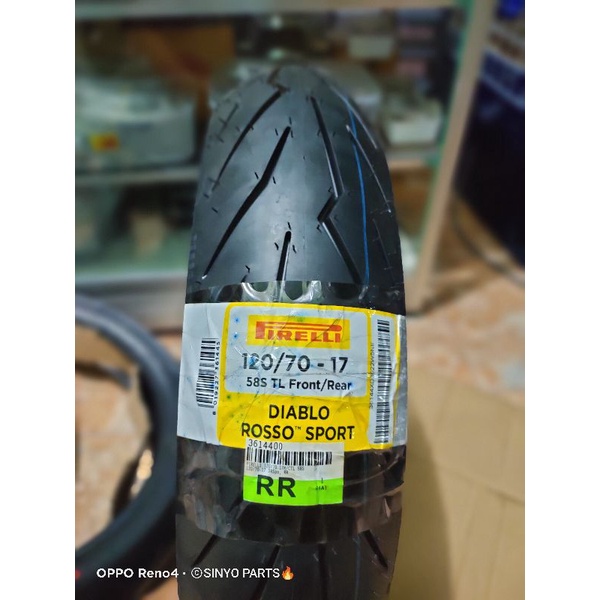 PIRELLI
120/70 - 17
58S TL Front/Rear
DIABLO
ROSSO™ SPORT
3614400
RR
OPPO Reno4 · ©SINYO PARTS🔥